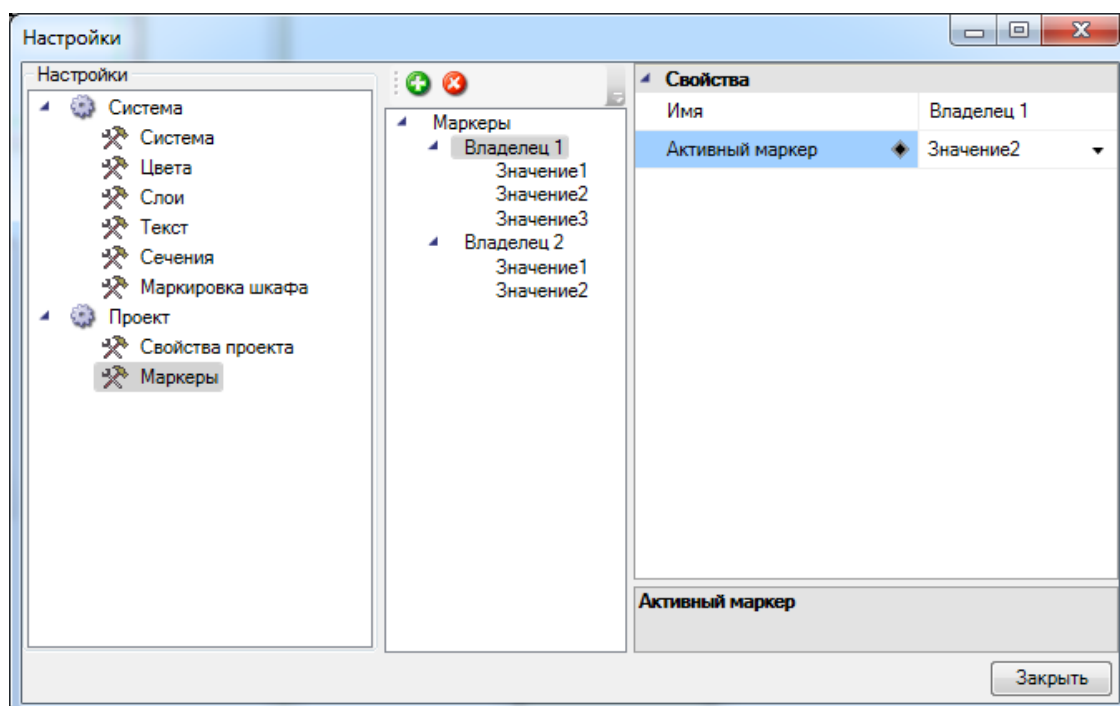 Настройки
Настройки
Система
Система
Цвета
Слои
Текст
Сечения
Маркировка шкафа
Проект
Свойства проекта
Маркеры
Маркеры
Владелец 1
Значение1
Значение2
Значение3
Владелец 2
Значение1
Значение2
Свойства
Имя Владелец 1
Активный маркер Значение2
Активный маркер
Закрыть